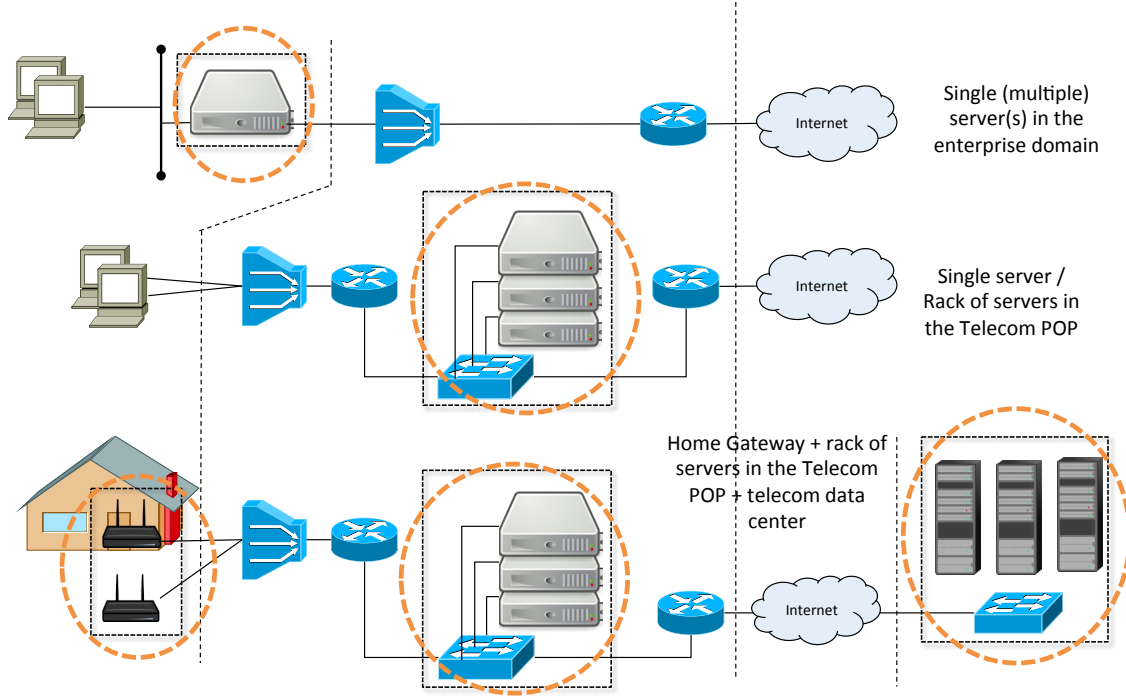 Internet
Single (multiple)
server(s) in the
enterprise domain
Internet
Single server /
Rack of servers in
the Telecom POP
Home Gateway + rack of
servers in the Telecom
POP + telecom data
center
Internet